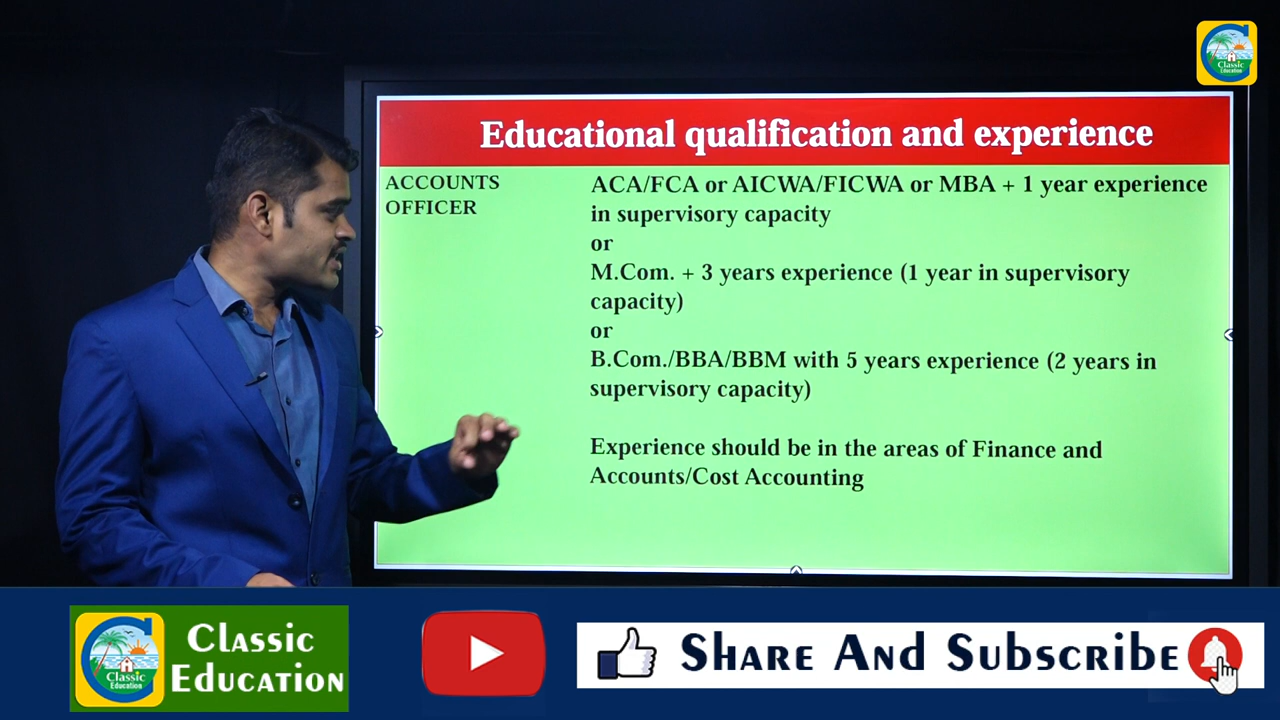 Classic
Education
Educational qualification and experience
ACCOUNTS
OFFICER
ACA/FCA or AICWA/FICWA or MBA + 1 year experience
in supervisory capacity
or
M.Com. + 3 years experience (1 year in supervisory
capacity)
or
B.Com./BBA/BBM with 5 years experience (2 years in
supervisory capacity)
Experience should be in the areas of Finance and
Accounts/Cost Accounting
Classic
Education
Classic
Education
Share And Subscribe